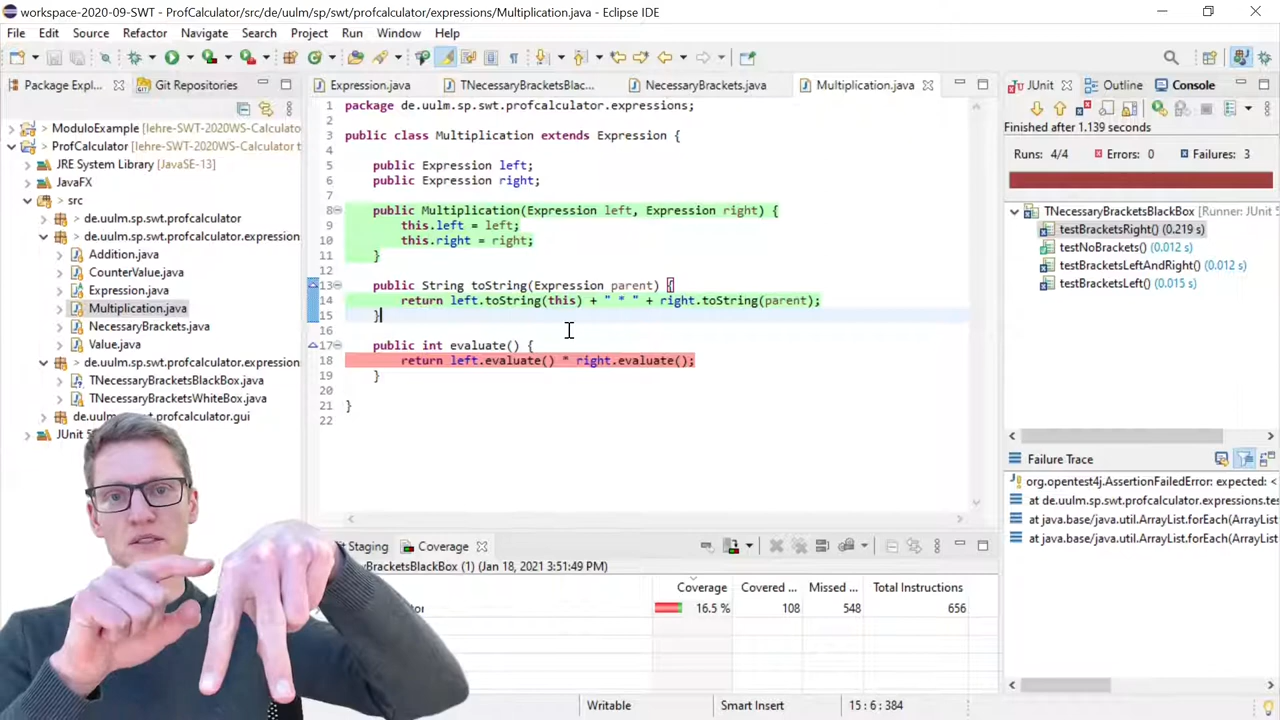 workspace-2020-09-SWT - ProfCalculator/src/de/uulm/sp/swt/profcalculator/expressions/Multiplication.java - Eclipse IDE
File Edit Source Refactor Navigate Search Project Run Window Help
Package Expl... Git Repositories
ModuloExample [lehre-SWT-2020WS-Calculato
ProfCalculator [lehre-SWT-2020WS-Calculator t
JRE System Library [JavaSE-13]
JavaFX
src
de.uulm.sp.swt.profcalculator
de.uulm.sp.swt.profcalculator.expression
Addition.java
CounterValue.java
Expression.java
Multiplication.java
NecessaryBrackets.java
Value.java
de.uulm.sp.swt.profcalculator.expression
TNecessaryBracketsBlackBox.java
TNecessaryBracketsWhiteBox.java
de.uulm.sp.swt.profcalculator.gui
JUnit 5
Expression.java TNecessaryBracketsBlac... NecessaryBrackets.java Multiplication.java
1 package de.uulm.sp.swt.profcalculator.expressions;
2
3 public class Multiplication extends Expression {
4
5 public Expression left;
6 public Expression right;
7
8 public Multiplication(Expression left, Expression right) {
9 this.left = left;
10 this.right = right;
11 }
12
13 public String toString(Expression parent) {
14 return left.toString(this) + " * " + right.toString(parent);
15 }
16
17 public int evaluate() {
18 return left.evaluate() * right.evaluate();
19 }
20
21 }
22
JUnit Outline Console
Finished after 1.139 seconds
Runs: 4/4 Errors: 0 Failures: 3
TNecessaryBracketsBlackBox [Runner: JUnit 5
testBracketsRight() (0.219 s)
testNoBrackets() (0.012 s)
testBracketsLeftAndRight() (0.012 s)
testBracketsLeft() (0.015 s)
Failure Trace
org.opentest4j.AssertionFailedError: expected: <
at de.uulm.sp.swt.profcalculator.expressions.tes
at java.base/java.util.ArrayList.forEach(ArrayList
at java.base/java.util.ArrayList.forEach(ArrayList
it Staging Coverage
BracketsBlackBox (1) (Jan 18, 2021 3:51:49 PM)
Coverage Covered ... Missed ... Total Instructions
16.5 % 108 548 656
Writable Smart Insert 15 : 6 : 384